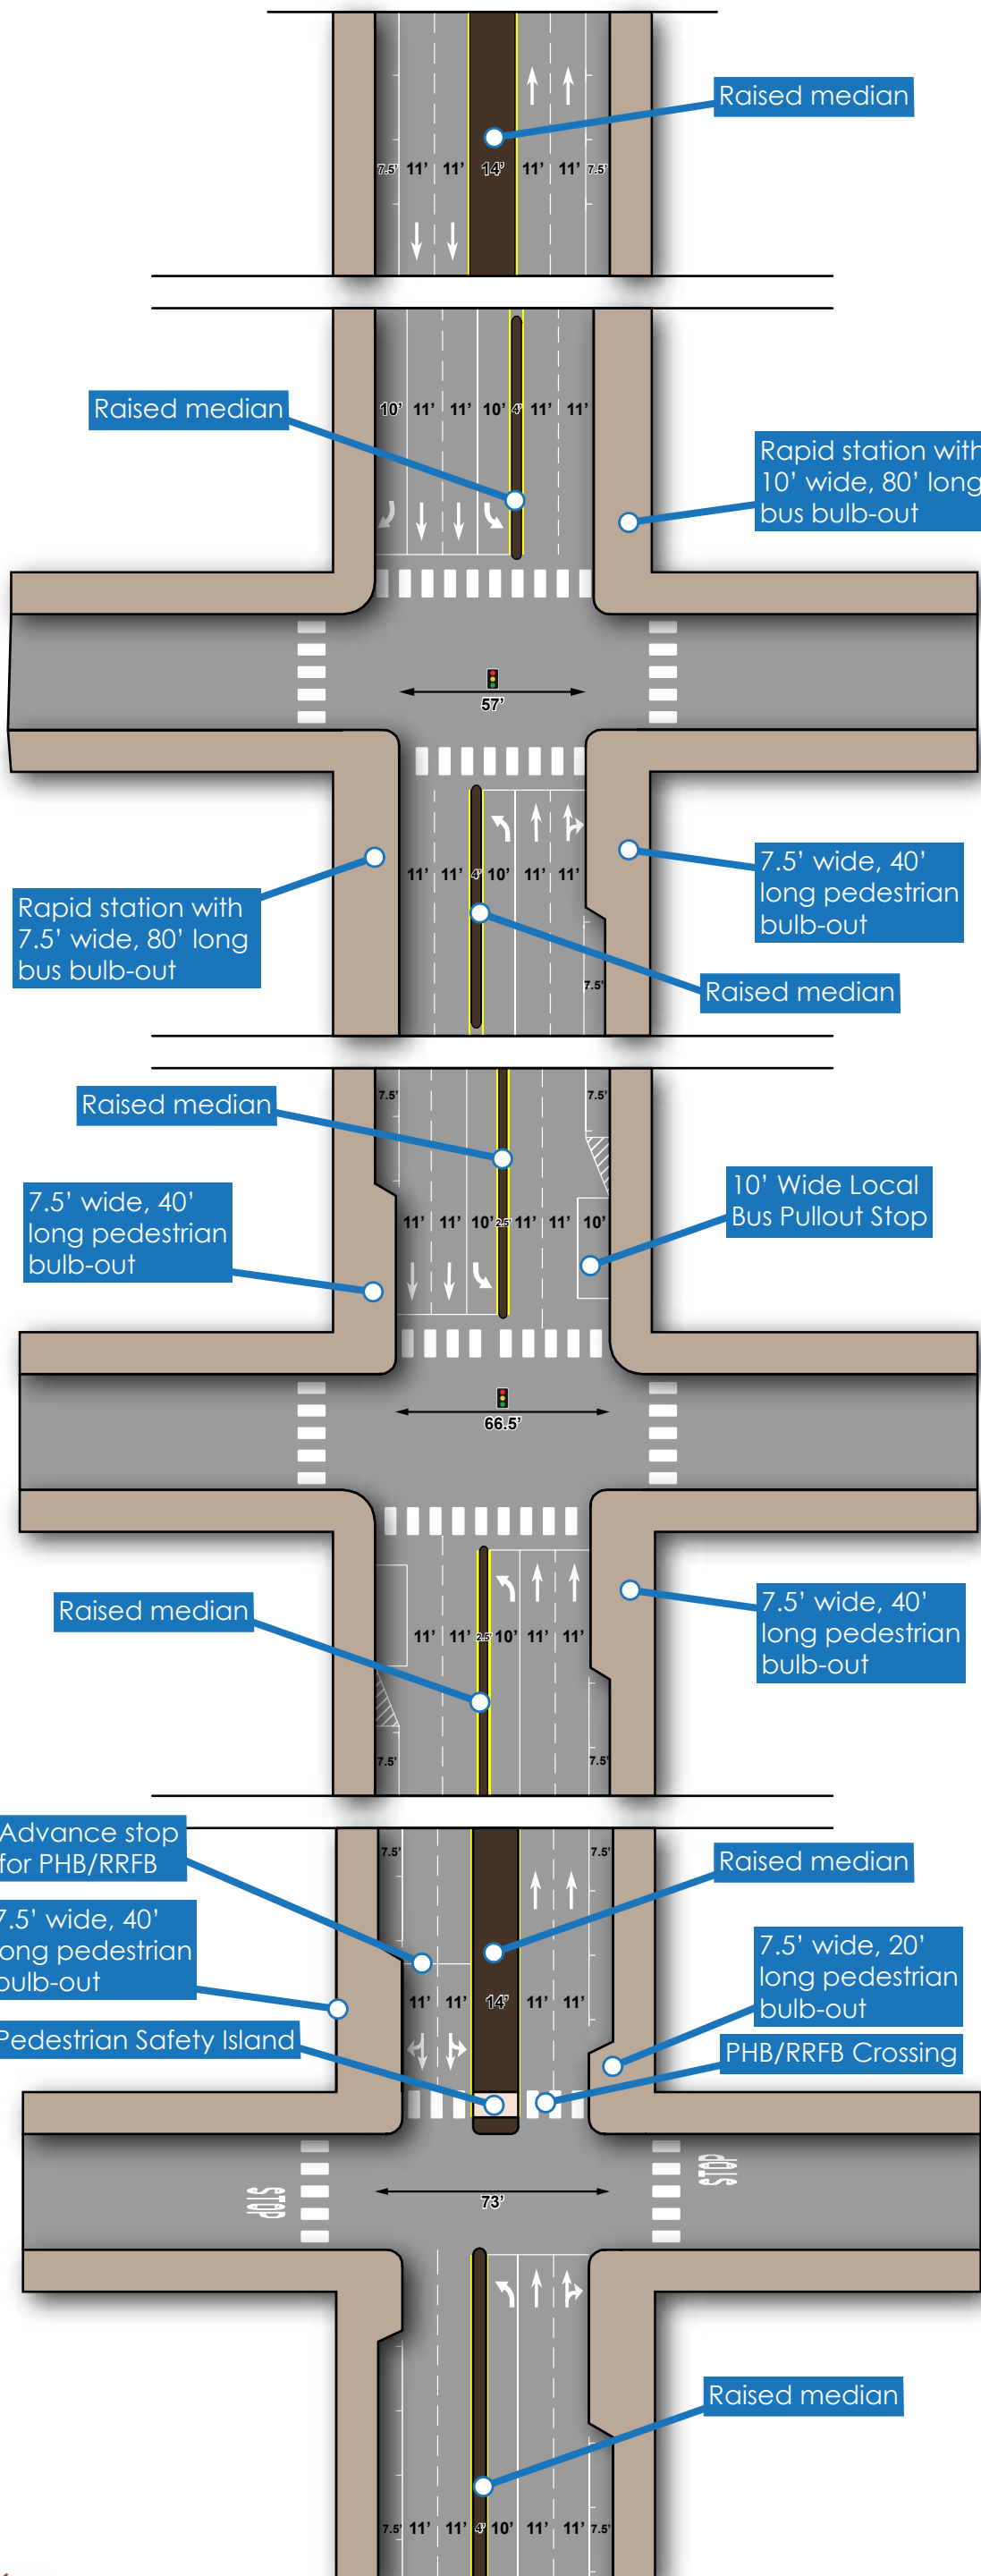 Raised median
7.5' 11' 11' 14' 11' 11' 7.5'
10' 11' 11' 10' 4' 11' 11'
Raised median
Rapid station with
10' wide, 80' long
bus bulb-out
57'
11' 11' 4' 10' 11' 11'
7.5' wide, 40'
long pedestrian
bulb-out
Rapid station with
7.5' wide, 80' long
bus bulb-out
7.5'
Raised median
7.5' 7.5'
Raised median
10' Wide Local
Bus Pullout Stop
7.5' wide, 40'
long pedestrian
bulb-out
11' 11' 10' 2.5' 11' 11' 10'
66.5'
7.5' wide, 40'
long pedestrian
bulb-out
Raised median
11' 11' 2.5' 10' 11' 11'
7.5' 7.5'
Advance stop
for PHB/RRFB
7.5' 7.5'
Raised median
7.5' wide, 40'
long pedestrian
bulb-out
7.5' wide, 20'
long pedestrian
bulb-out
11' 11' 14' 11' 11'
Pedestrian Safety Island
PHB/RRFB Crossing
STOP
STOP
73'
Raised median
7.5' 11' 11' 4' 10' 11' 11' 7.5'